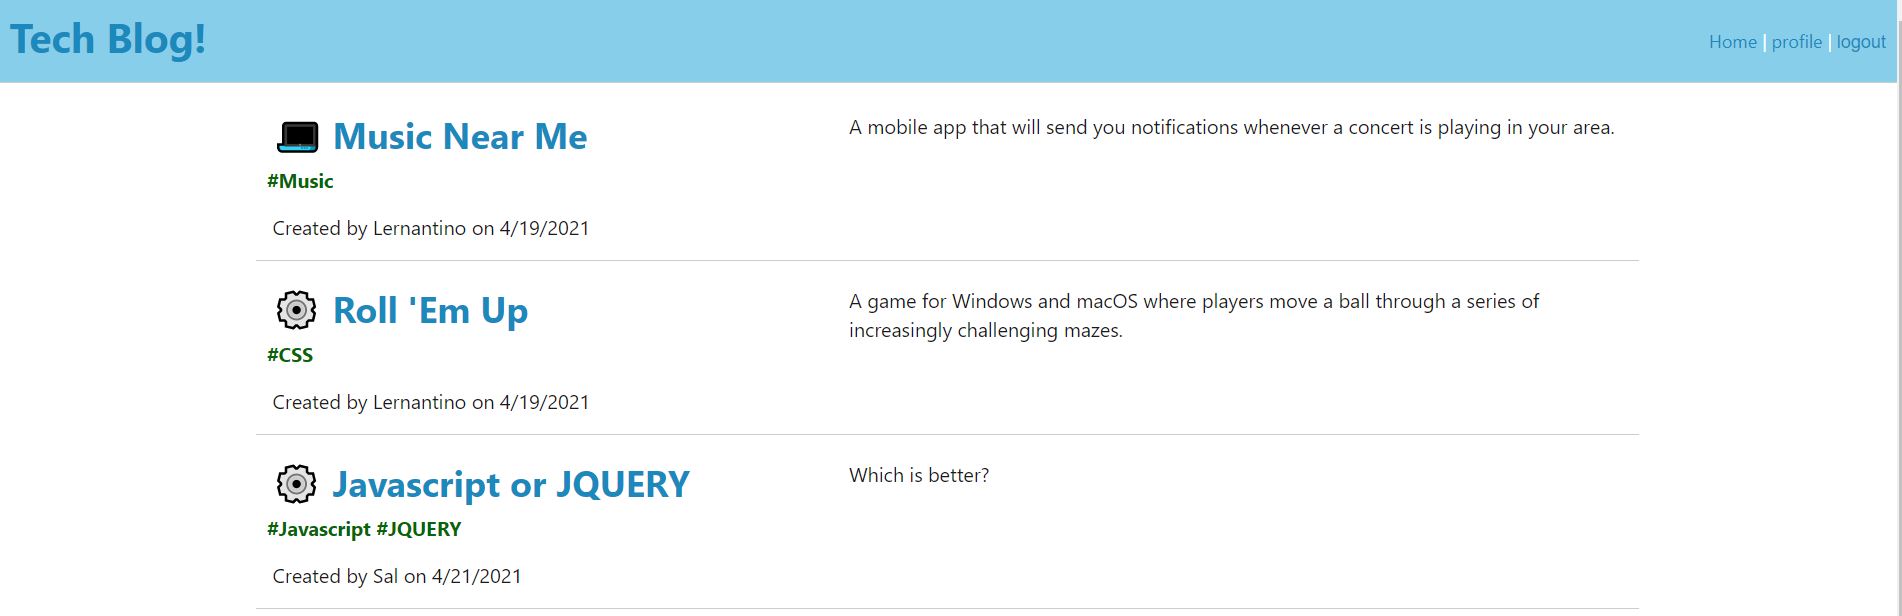 Tech Blog!
Home | profile | logout
Music Near Me
A mobile app that will send you notifications whenever a concert is playing in your area.
#Music
Created by Lernantino on 4/19/2021
Roll 'Em Up
A game for Windows and macOS where players move a ball through a series of
increasingly challenging mazes.
#CSS
Created by Lernantino on 4/19/2021
Javascript or JQUERY
Which is better?
#Javascript #JQUERY
Created by Sal on 4/21/2021